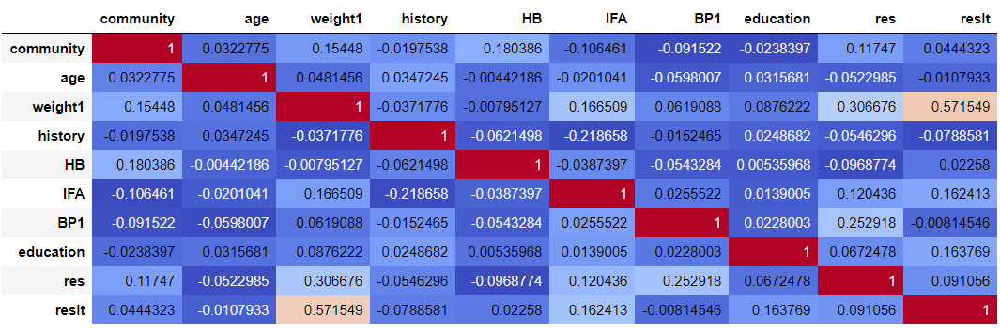 community age weight1 history HB IFA BP1 education res reslt
community 1 0.0322775 0.15448 -0.0197538 0.180386 -0.106461 -0.091522 -0.0238397 0.11747 0.0444323
age 0.0322775 1 0.0481456 0.0347245 -0.00442186 -0.0201041 -0.0598007 0.0315681 -0.0522985 -0.0107933
weight1 0.15448 0.0481456 1 -0.0371776 -0.00795127 0.166509 0.0619088 0.0876222 0.306676 0.571549
history -0.0197538 0.0347245 -0.0371776 1 -0.0621498 -0.218658 -0.0152465 0.0248682 -0.0546296 -0.0788581
HB 0.180386 -0.00442186 -0.00795127 -0.0621498 1 -0.0387397 -0.0543284 0.00535968 -0.0968774 0.02258
IFA -0.106461 -0.0201041 0.166509 -0.218658 -0.0387397 1 0.0255522 0.0139005 0.120436 0.162413
BP1 -0.091522 -0.0598007 0.0619088 -0.0152465 -0.0543284 0.0255522 1 0.0228003 0.252918 -0.00814546
education -0.0238397 0.0315681 0.0876222 0.0248682 0.00535968 0.0139005 0.0228003 1 0.0672478 0.163769
res 0.11747 -0.0522985 0.306676 -0.0546296 -0.0968774 0.120436 0.252918 0.0672478 1 0.091056
reslt 0.0444323 -0.0107933 0.571549 -0.0788581 0.02258 0.162413 -0.00814546 0.163769 0.091056 1